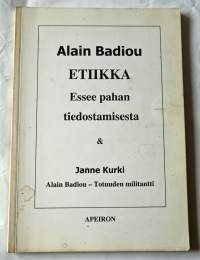 Alain Badiou
ETIIKKA
Essee pahan
tiedostamisesta
&
Janne Kurki
Alain Badiou – Totuuden militantti
APEIRON